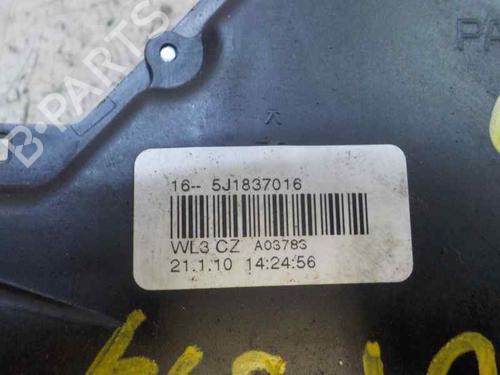 B-PARTS
PA
16-- 5J1837016
WL3 CZ A03783
21.1.10 14:24:56